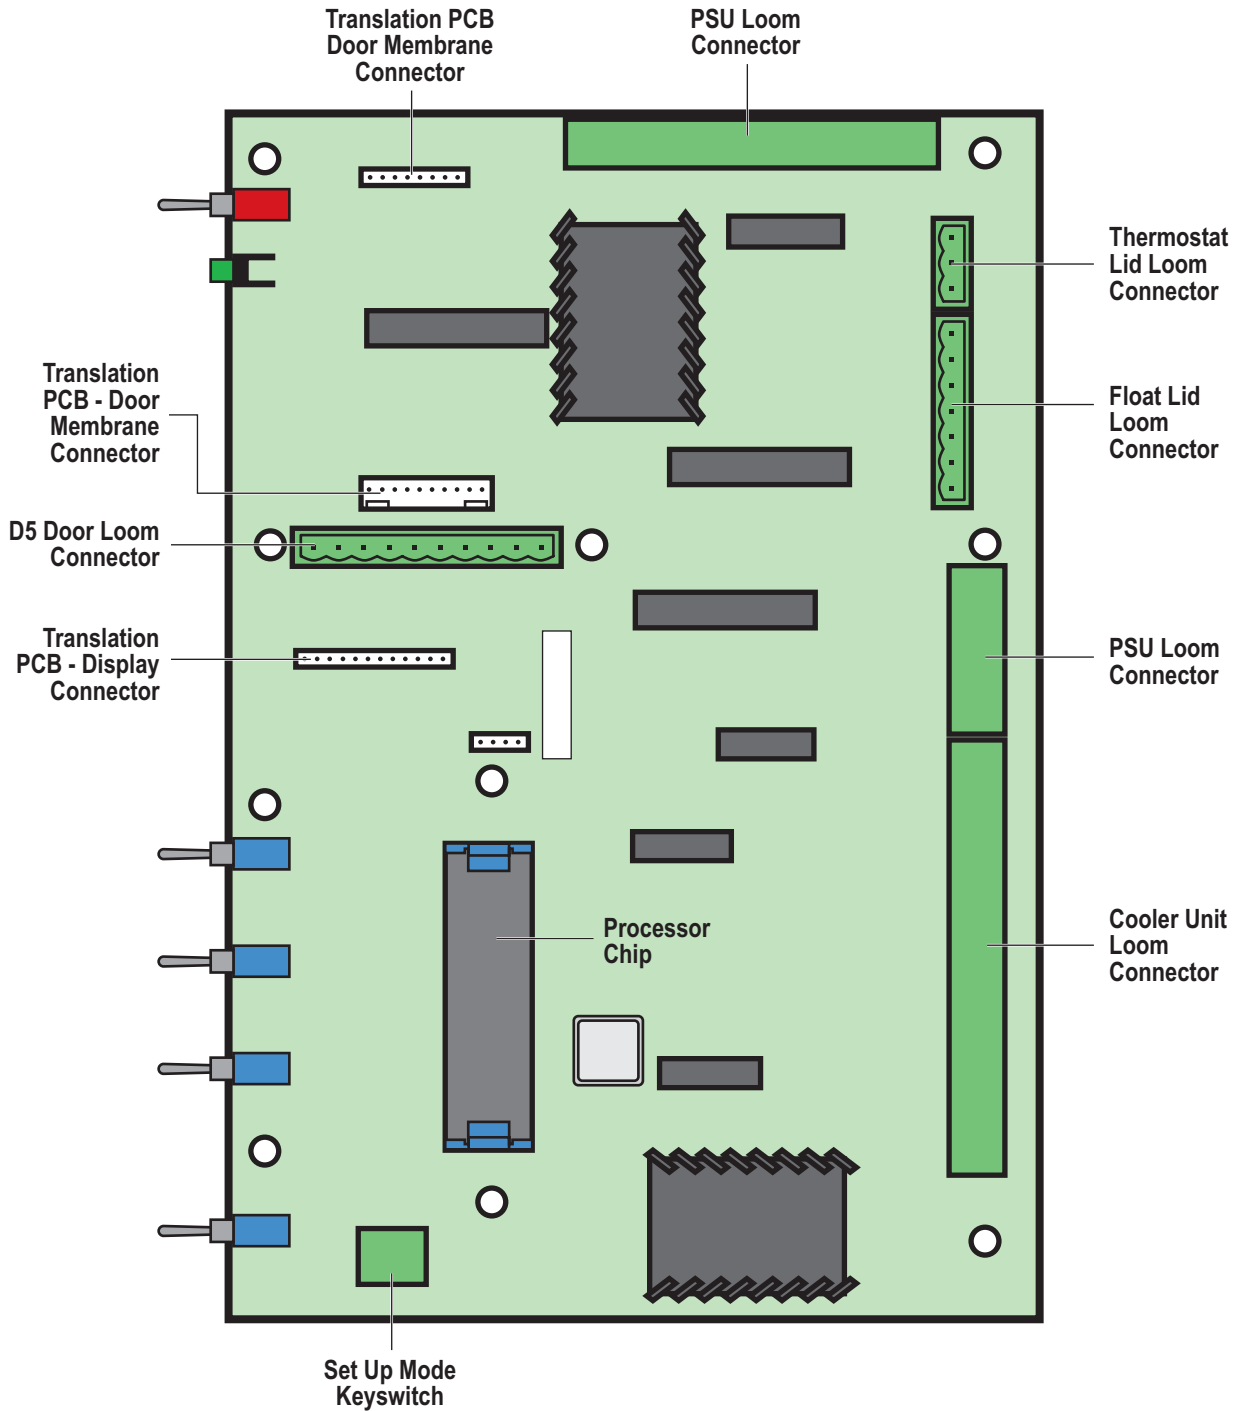 Translation PCB
Door Membrane
Connector
PSU Loom
Connector
Thermostat
Lid Loom
Connector
Translation
PCB - Door
Membrane
Connector
Float Lid
Loom
Connector
D5 Door Loom
Connector
Translation
PCB - Display
Connector
PSU Loom
Connector
Processor
Chip
Cooler Unit
Loom
Connector
Set Up Mode
Keyswitch